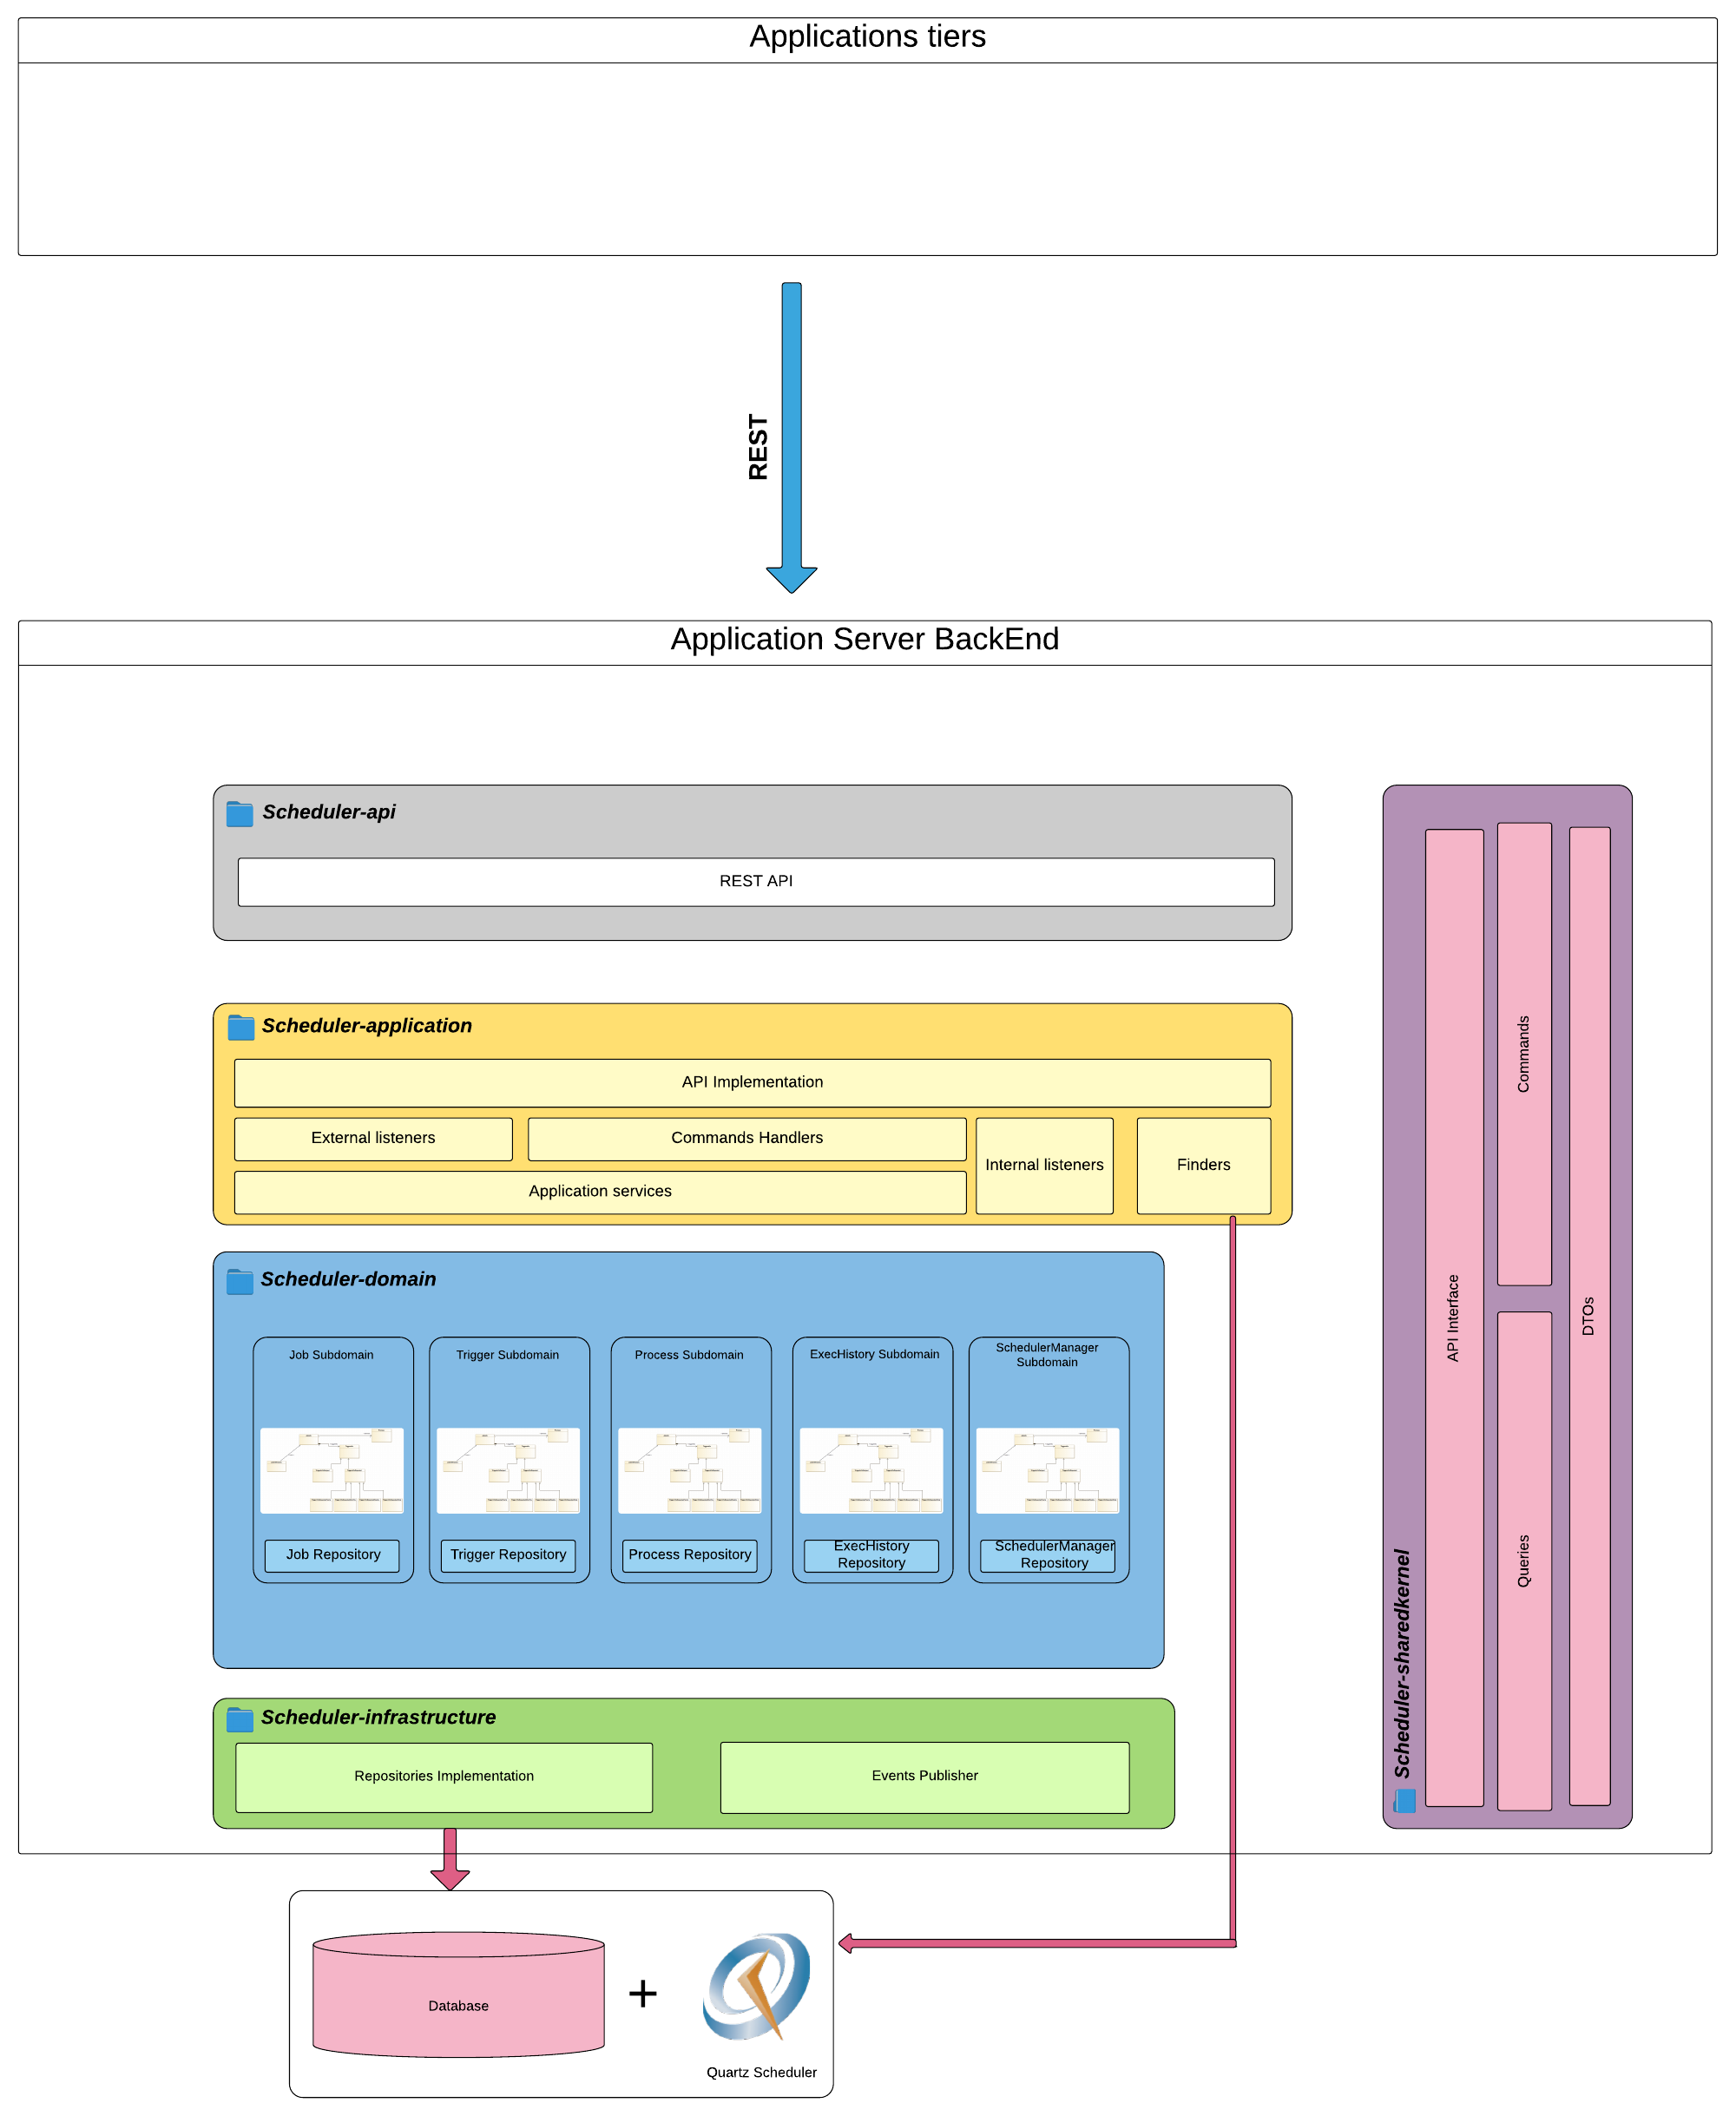 Applications tiers
REST
Application Server BackEnd
Scheduler-api
REST API
Scheduler-application
API Implementation
External listeners
Commands Handlers
Internal listeners
Finders
Application services
Scheduler-domain
Job Subdomain
Trigger Subdomain
Process Subdomain
ExecHistory Subdomain
SchedulerManager
Subdomain
Job Repository
Trigger Repository
Process Repository
ExecHistory
Repository
SchedulerManager
Repository
Scheduler-infrastructure
Repositories Implementation
Events Publisher
Scheduler-sharedkernel
API Interface
Commands
Queries
DTOs
Database
+
Quartz Scheduler